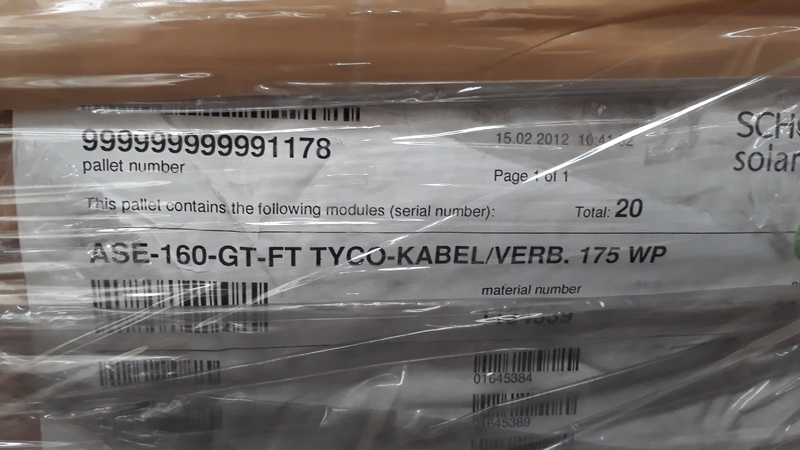 999999999991178
pallet number
15.02.2012
Page 1 of 1
solar
This pallet contains the following modules (serial number):
Total: 20
ASE-160-GT-FT TYCO-KABEL/VERB. 175 WP
material number
01645384
01645389